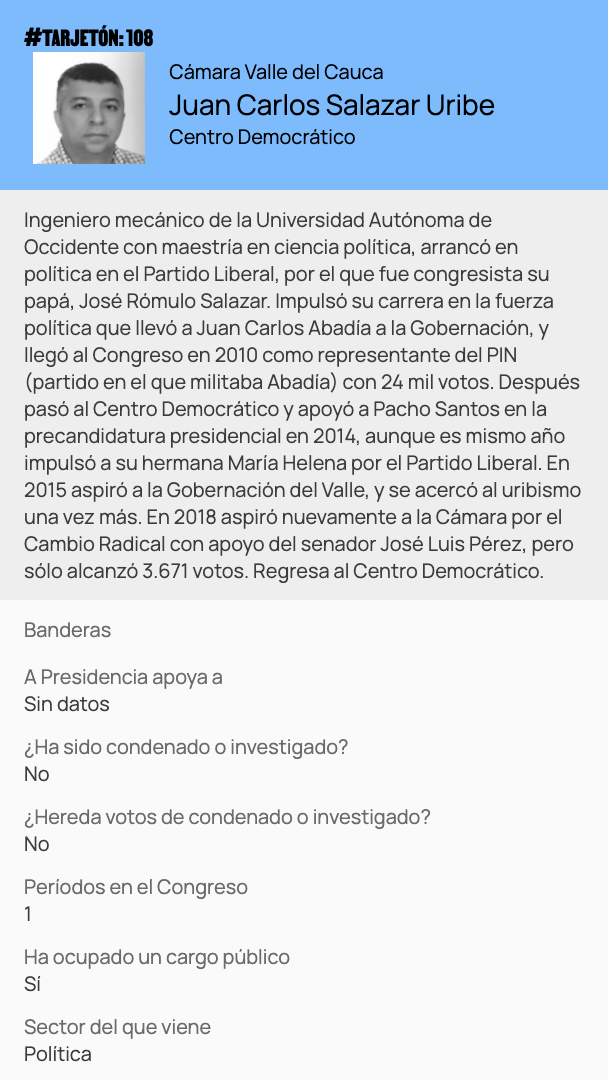 #TARJETÓN: 108
Cámara Valle del Cauca
Juan Carlos Salazar Uribe
Centro Democrático
Ingeniero mecánico de la Universidad Autónoma de
Occidente con maestría en ciencia política, arrancó en
política en el Partido Liberal, por el que fue congresista su
papá, José Rómulo Salazar. Impulsó su carrera en la fuerza
política que llevó a Juan Carlos Abadía a la Gobernación, y
llegó al Congreso en 2010 como representante del PIN
(partido en el que militaba Abadía) con 24 mil votos. Después
pasó al Centro Democrático y apoyó a Pacho Santos en la
precandidatura presidencial en 2014, aunque es mismo año
impulsó a su hermana María Helena por el Partido Liberal. En
2015 aspiró a la Gobernación del Valle, y se acercó al uribismo
una vez más. En 2018 aspiró nuevamente a la Cámara por el
Cambio Radical con apoyo del senador José Luis Pérez, pero
sólo alcanzó 3.671 votos. Regresa al Centro Democrático.
Banderas
A Presidencia apoya a
Sin datos
¿Ha sido condenado o investigado?
No
¿Hereda votos de condenado o investigado?
No
Períodos en el Congreso
1
Ha ocupado un cargo público
Sí
Sector del que viene
Política